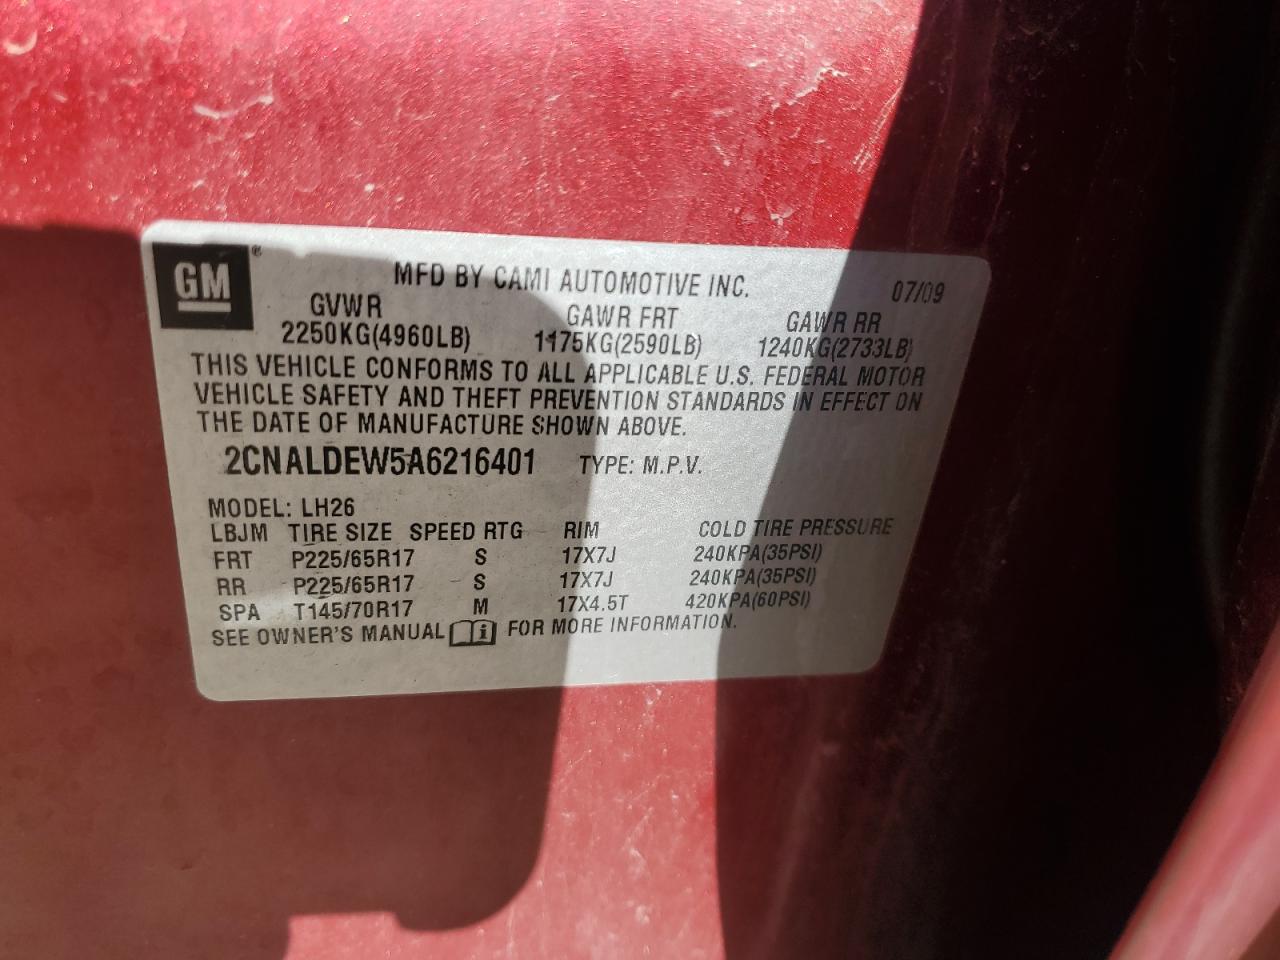 GM ®
MFD BY CAMI AUTOMOTIVE INC. 07/09
GVWR GAWR FRT GAWR RR
2250KG(4960LB) 1175KG(2590LB) 1240KG(2733LB)
THIS VEHICLE CONFORMS TO ALL APPLICABLE U.S. FEDERAL MOTOR
VEHICLE SAFETY AND THEFT PREVENTION STANDARDS IN EFFECT ON
THE DATE OF MANUFACTURE SHOWN ABOVE.
2CNALDEW5A6216401 TYPE: M.P.V.
MODEL: LH26
LBJM TIRE SIZE SPEED RTG RIM COLD TIRE PRESSURE
FRT P225/65R17 S 17X7J 240KPA(35PSI)
RR P225/65R17 S 17X7J 240KPA(35PSI)
SPA T145/70R17 M 17X4.5T 420KPA(60PSI)
SEE OWNER'S MANUAL i FOR MORE INFORMATION.